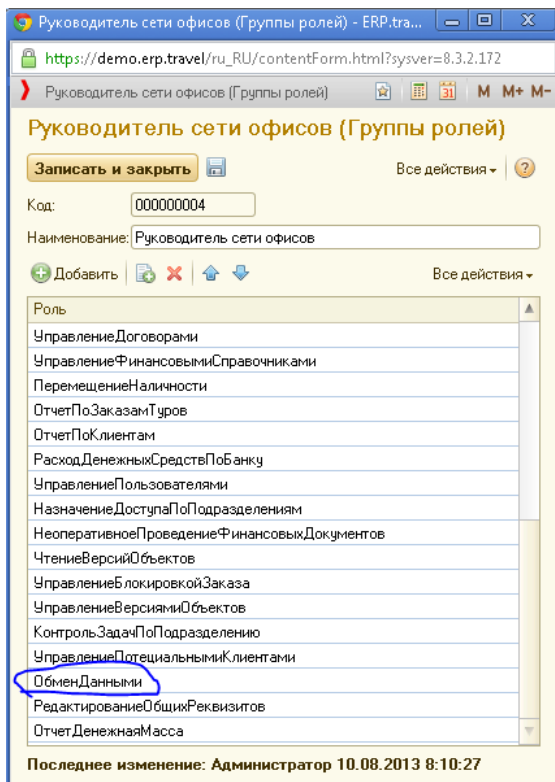 Руководитель сети офисов (Группы ролей) - ERP.tra...
https://demo.erp.travel/ru_RU/contentForm.html?sysver=8.3.2.172
Руководитель сети офисов (Группы ролей) 31 M M+ M-
Руководитель сети офисов (Группы ролей)
Записать и закрыть Все действия ?
Код: 000000004
Наименование: Руководитель сети офисов
Добавить Все действия
Роль
УправлениеДоговорами
УправлениеФинансовымиСправочниками
ПеремещениеНаличности
ОтчетПоЗаказамТуров
ОтчетПоКлиентам
РасходДенежныхСредствПоБанку
УправлениеПользователями
НазначениеДоступаПоПодразделениям
НеоперативноеПроведениеФинансовыхДокументов
ЧтениеВерсийОбъектов
УправлениеБлокировкойЗаказа
УправлениеВерсиямиОбъектов
КонтрольЗадачПоПодразделению
УправлениеПотециальнымиКлиентами
ОбменДанными
РедактированиеОбщихРеквизитов
ОтчетДенежнаяМасса
Последнее изменение: Администратор 10.08.2013 8:10:27